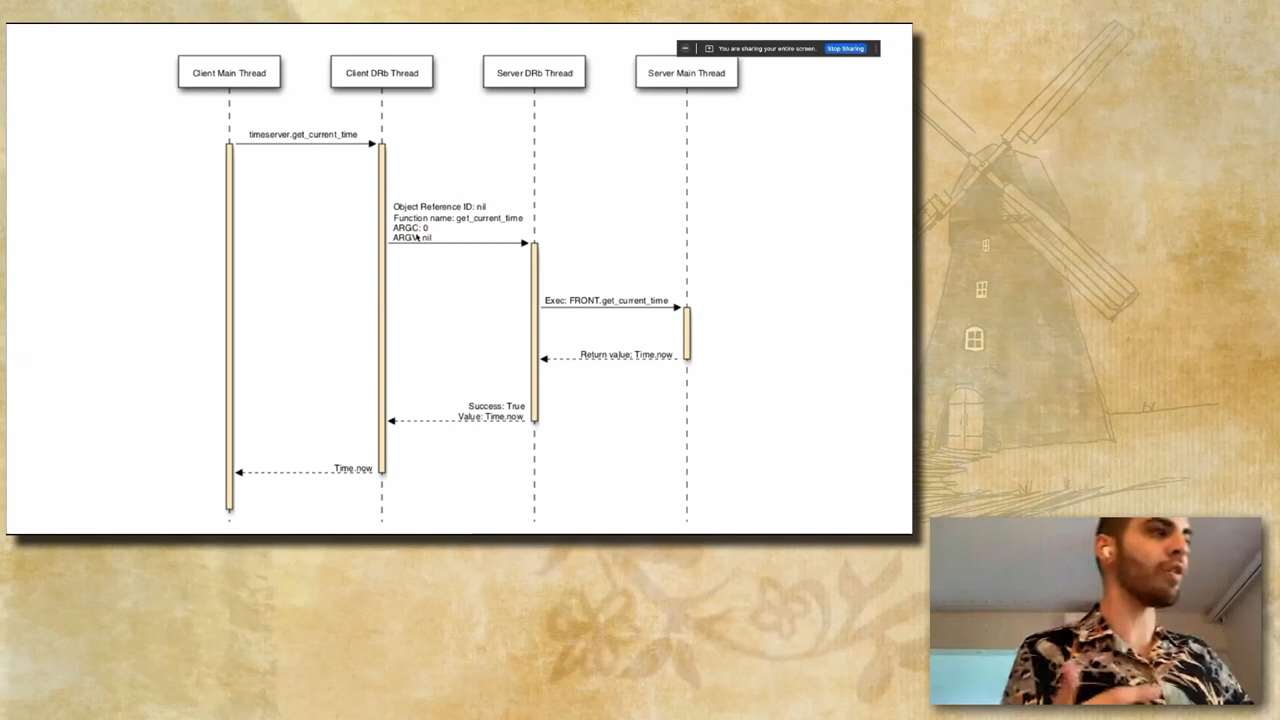 You are sharing your entire screen. Stop Sharing
Client Main Thread
Client DRb Thread
Server DRb Thread
Server Main Thread
timeserver.get_current_time
Object Reference ID: nil
Function name: get_current_time
ARGC: 0
ARGV: nil
Exec: FRONT.get_current_time
Return value: Time.now
Success: True
Value: Time.now
Time.now